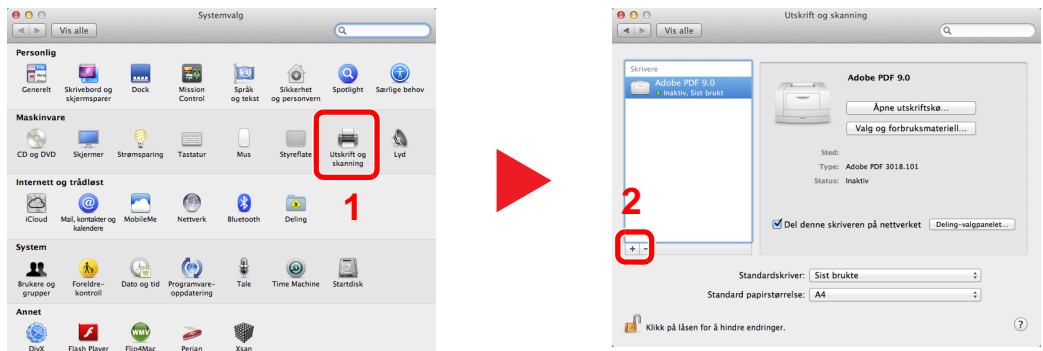 Systemvalg
Vis alle
Personlig
Generelt
Skrivebord og
skjermsparer
Dock
Mission
Control
Språk
og tekst
Sikkerhet
og personvern
Spotlight
Særlige behov
Maskinvare
CD og DVD
Skjermer
Strømsparing
Tastatur
Mus
Styreflate
Utskrift og
skanning
Lyd
Internett og trådløst
iCloud
Mail, kontakter og
kalendere
MobileMe
Nettverk
Bluetooth
Deling
1
System
Brukere og
grupper
Foreldre-
kontroll
Dato og tid
Programvare-
oppdatering
Tale
Time Machine
Startdisk
Annet
DivX
Flash Player
Flip4Mac
Perian
Xsan
Utskrift og skanning
Vis alle
Skrivere
Adobe PDF 9.0
Inaktiv, Sist brukt
Adobe PDF 9.0
Åpne utskriftskø...
Valg og forbruksmateriell...
Sted:
Type: Adobe PDF 3018.101
Status: Inaktiv
2
+ -
Del denne skriveren på nettverket
Deling-valgpanelet...
Standardskriver: Sist brukte
Standard papirstørrelse: A4
Klikk på låsen for å hindre endringer.
?